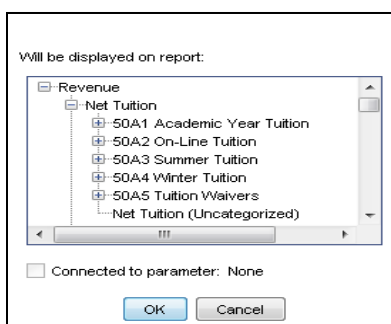 Will be displayed on report:
Revenue
Net Tuition
50A1 Academic Year Tuition
50A2 On-Line Tuition
50A3 Summer Tuition
50A4 Winter Tuition
50A5 Tuition Waivers
Net Tuition (Uncategorized)
Connected to parameter: None
OK Cancel